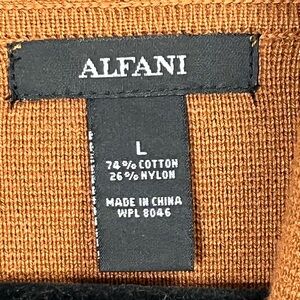 ALFANI
L
74% COTTON
26% NYLON
MADE IN CHINA
WPL 8046